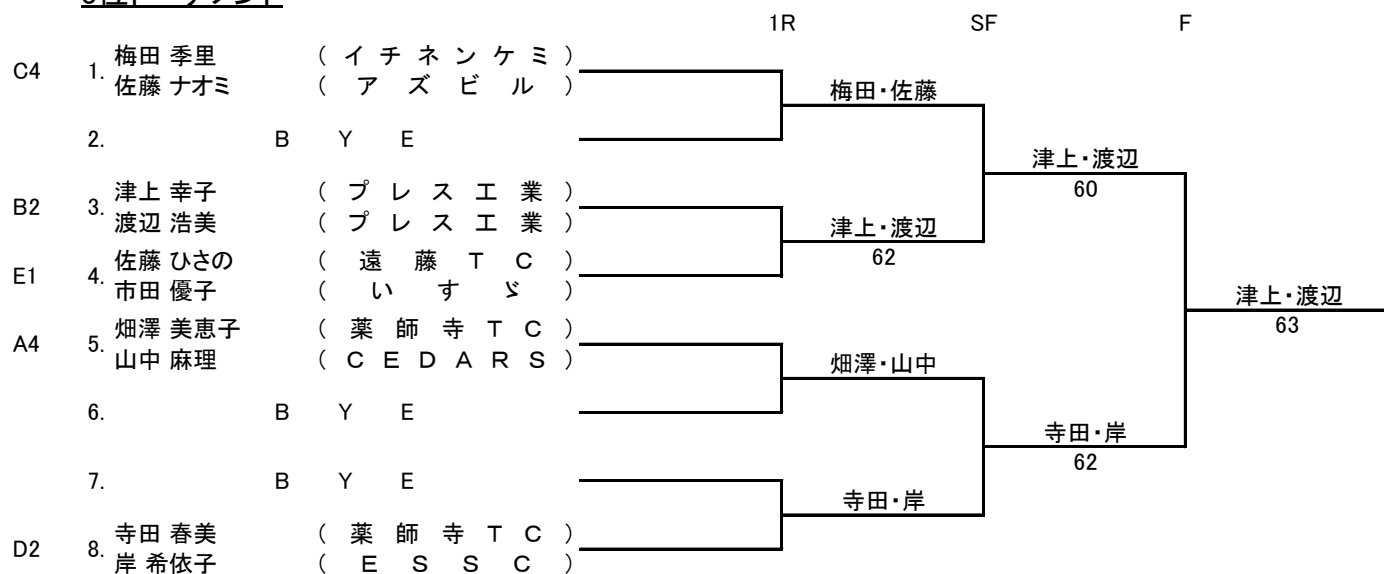 1R SF F
C4 1. 梅田 季里 ( イ チ ネ ン ケ ミ )
佐藤 ナオミ ( ア ズ ビ ル )
梅田・佐藤
2. B Y E
津上・渡辺
60
B2 3. 津上 幸子 ( プ レ ス 工 業 )
渡辺 浩美 ( プ レ ス 工 業 )
津上・渡辺
62
E1 4. 佐藤 ひさの ( 遠 藤 T C )
市田 優子 ( い す ゞ )
津上・渡辺
63
A4 5. 畑澤 美恵子 ( 薬 師 寺 T C )
山中 麻理 ( C E D A R S )
畑澤・山中
6. B Y E
寺田・岸
62
7. B Y E
寺田・岸
D2 8. 寺田 春美 ( 薬 師 寺 T C )
岸 希依子 ( E S S C )